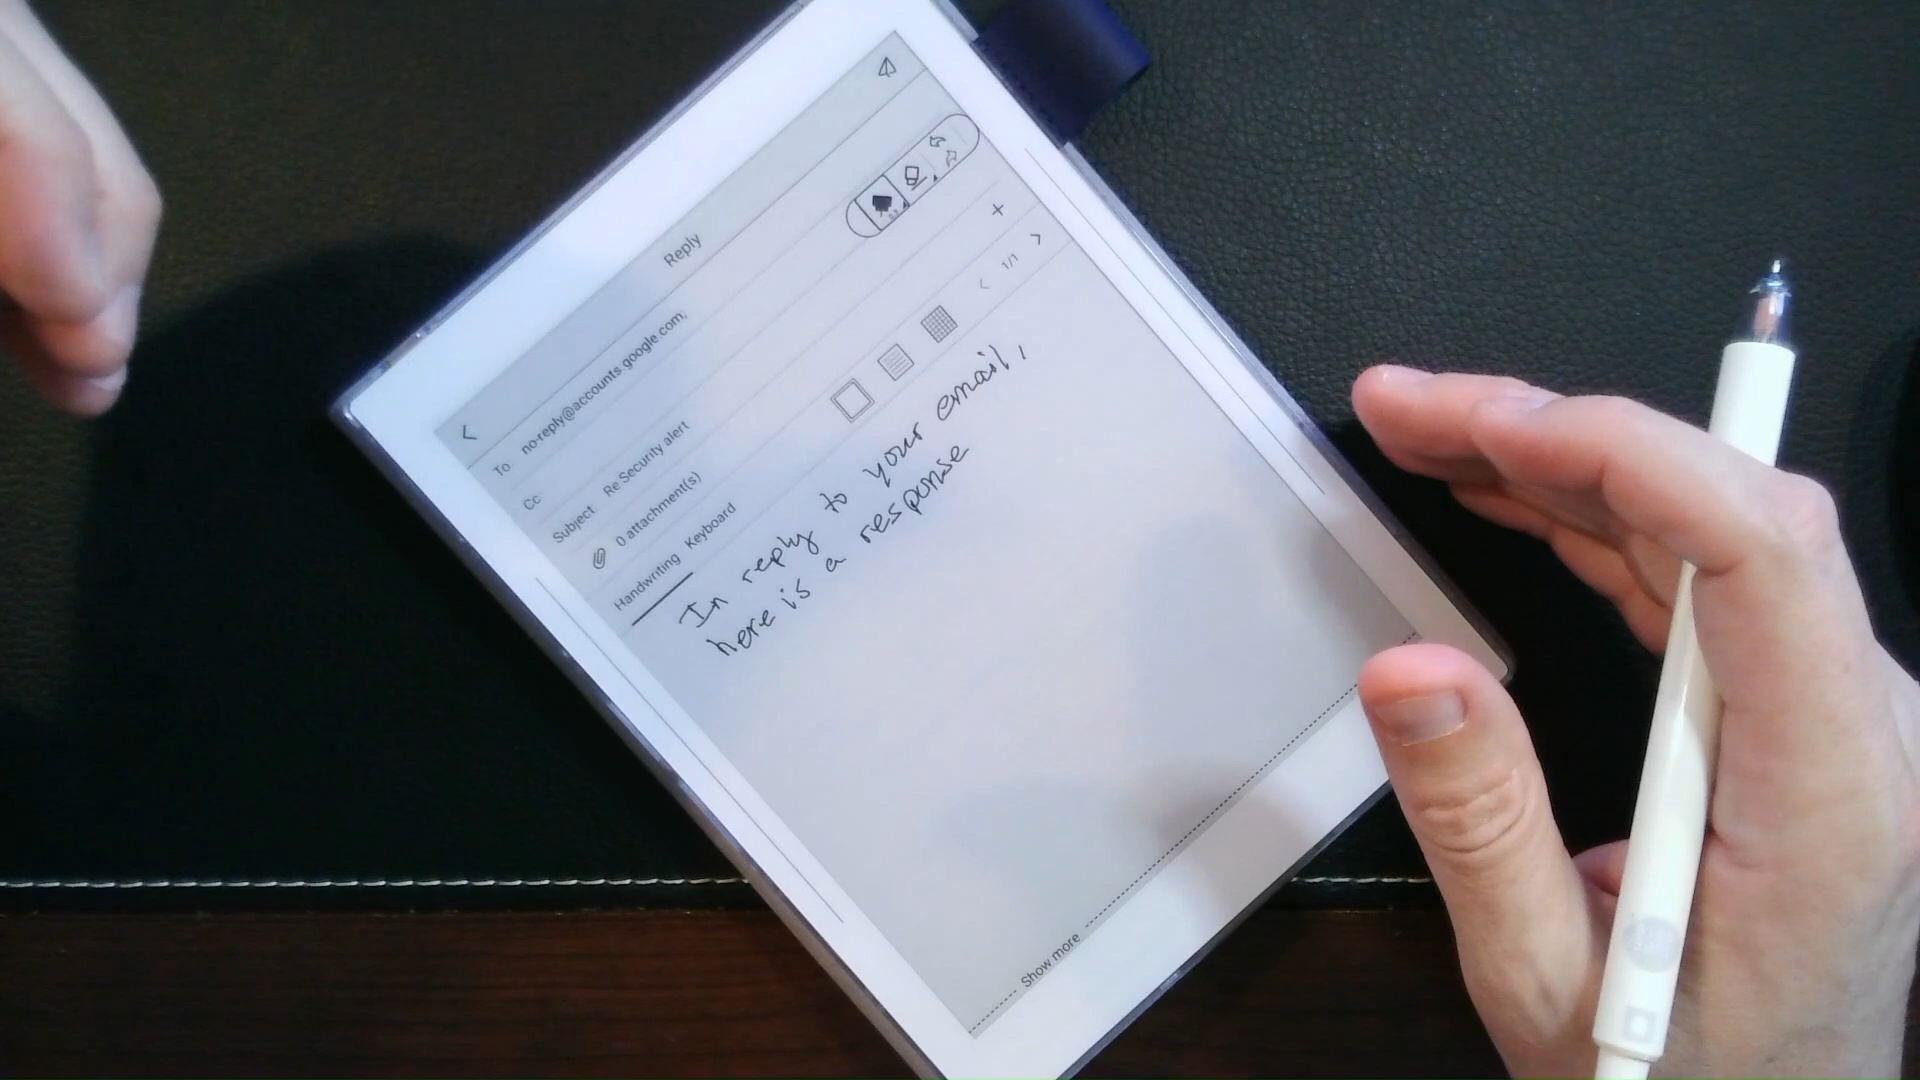 Reply
To: no-reply@accounts.google.com,
Cc:
Subject Re Security alert
0 attachment(s)
Handwriting Keyboard
1/1
In reply to your email,
here is a response
Show more